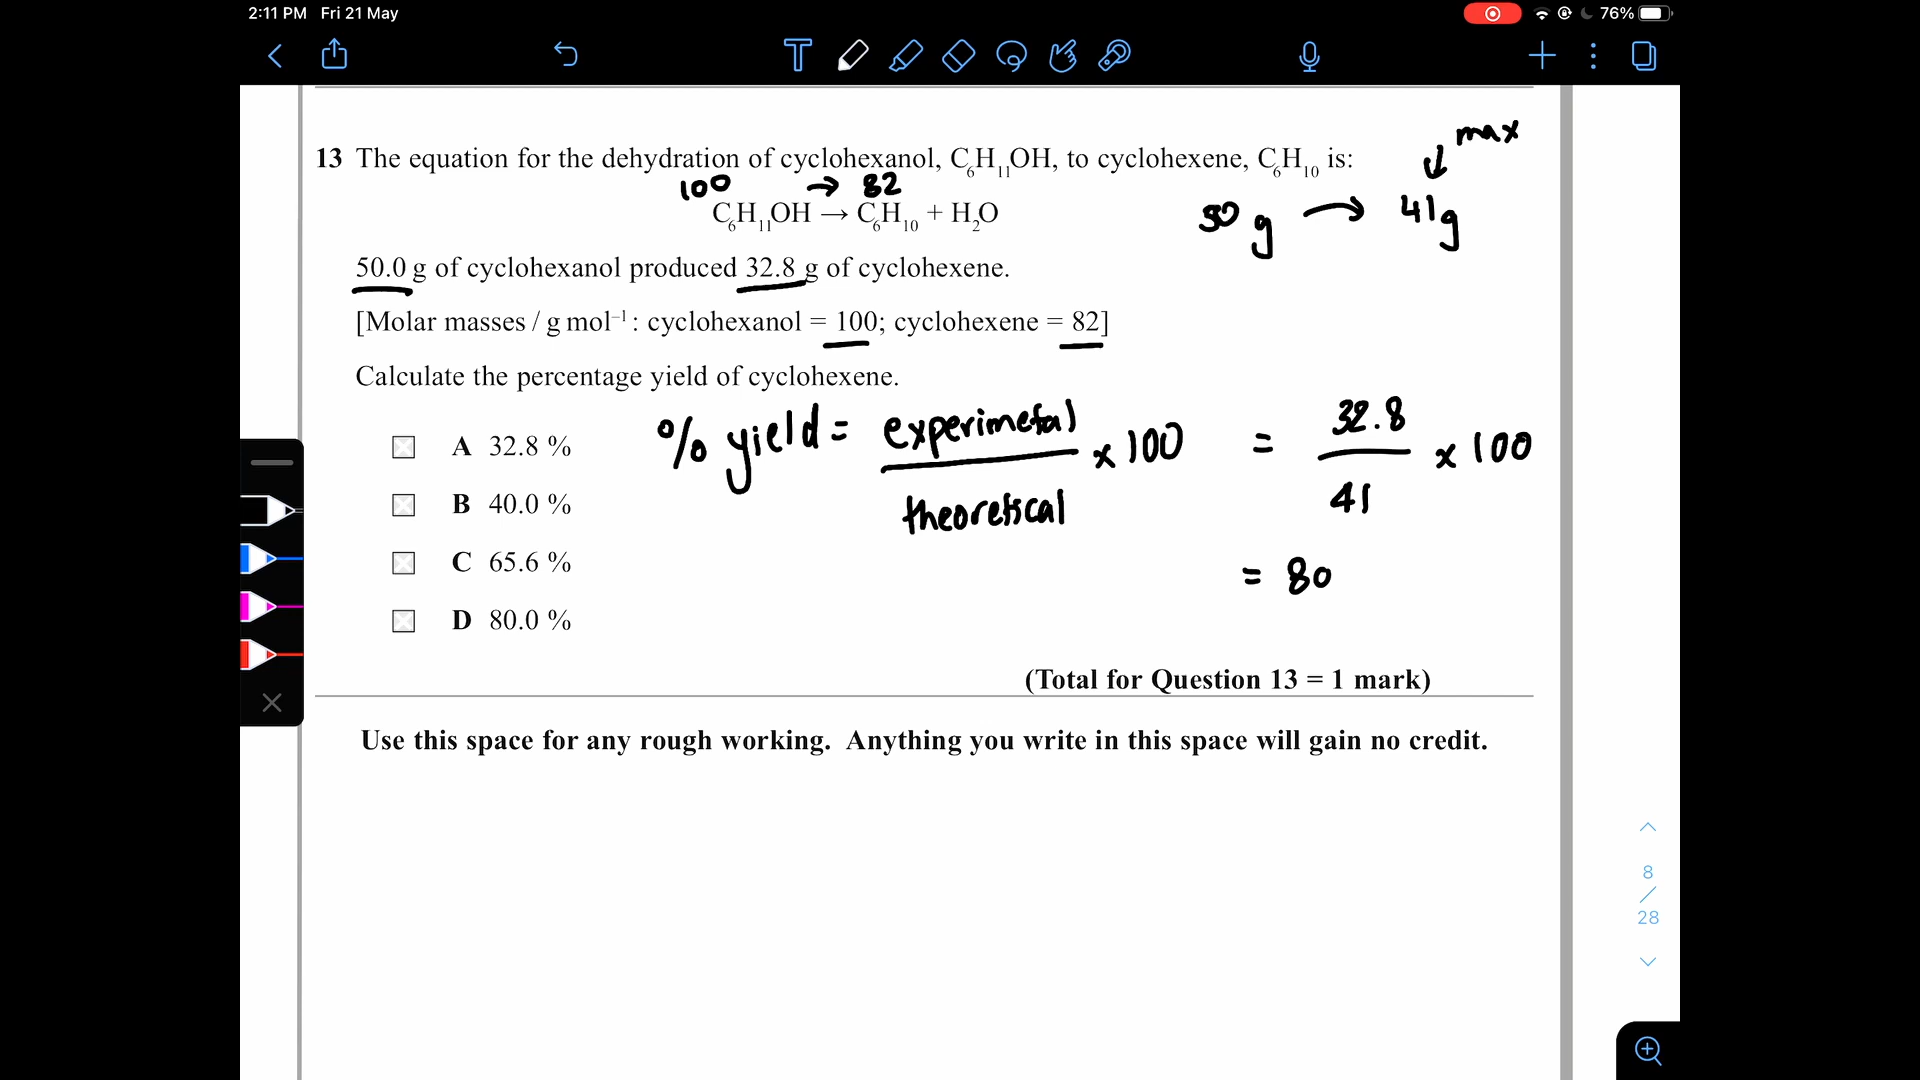 2:11 PM Fri 21 May
76%
max
13 The equation for the dehydration of cyclohexanol, C₆H₁₁OH, to cyclohexene, C₆H₁₀ is:
100 → 82
C₆H₁₁OH → C₆H₁₀ + H₂O
50 g → 41g
50.0 g of cyclohexanol produced 32.8 g of cyclohexene.
[Molar masses / g mol⁻¹ : cyclohexanol = 100; cyclohexene = 82]
Calculate the percentage yield of cyclohexene.
% yield = experimetal / theoretical x 100 = 32.8 / 41 x 100
= 80
A 32.8 %
B 40.0 %
C 65.6 %
D 80.0 %
(Total for Question 13 = 1 mark)
Use this space for any rough working. Anything you write in this space will gain no credit.
8 / 28